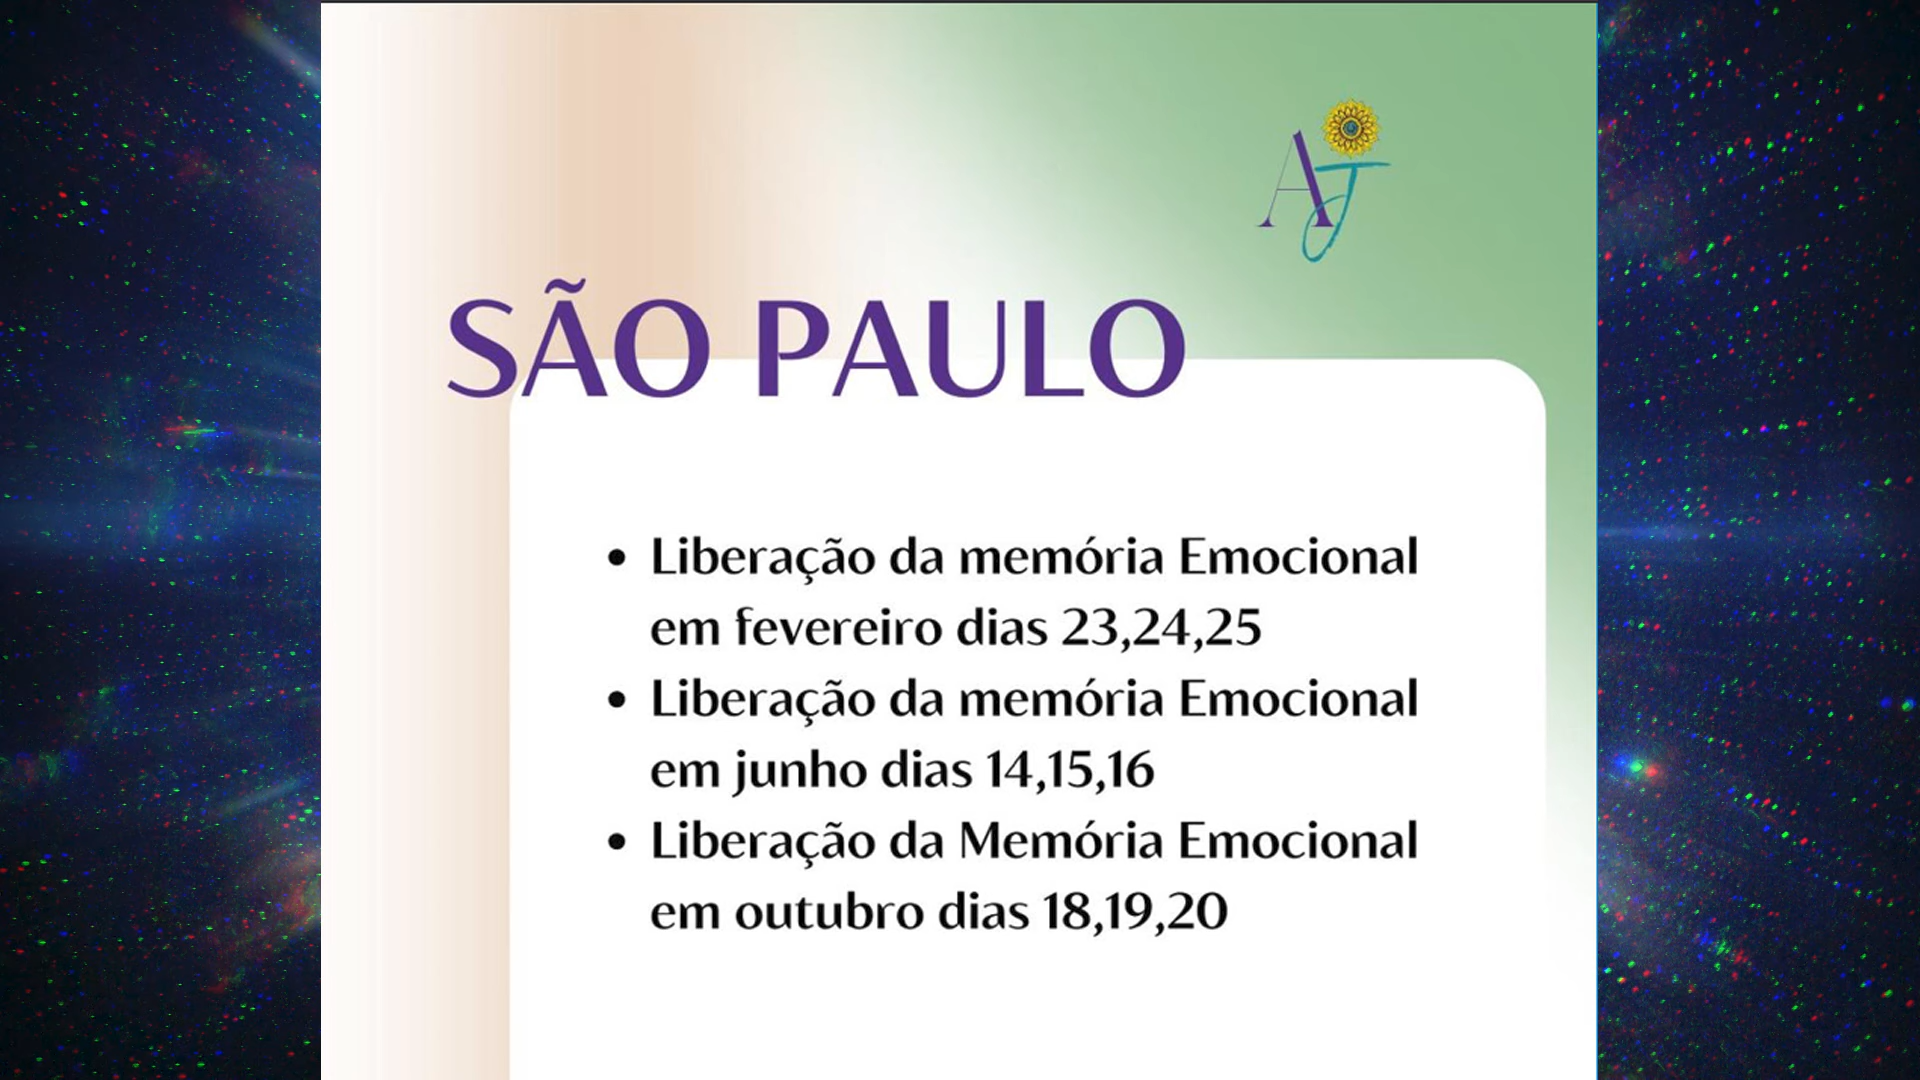 AJ
SÃO PAULO
• Liberação da memória Emocional
em fevereiro dias 23,24,25
• Liberação da memória Emocional
em junho dias 14,15,16
• Liberação da Memória Emocional
em outubro dias 18,19,20